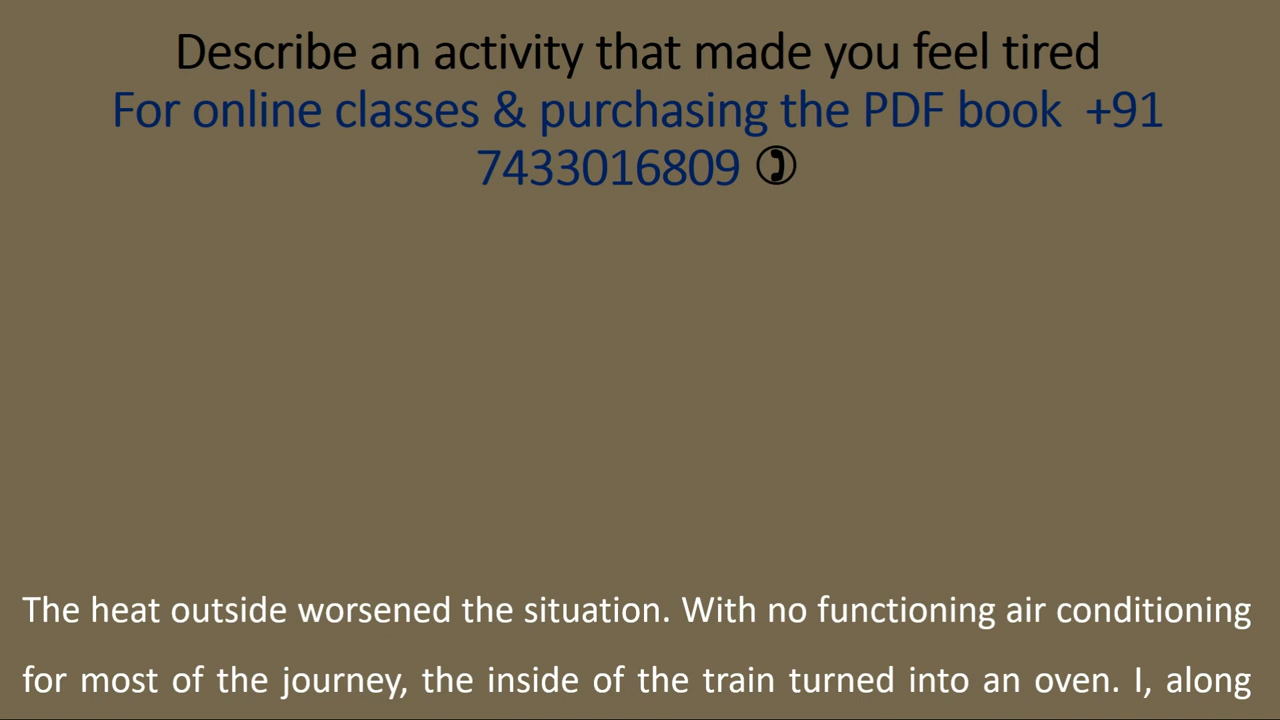 Describe an activity that made you feel tired
For online classes & purchasing the PDF book +91
7433016809 ✆
The heat outside worsened the situation. With no functioning air conditioning
for most of the journey, the inside of the train turned into an oven. I, along